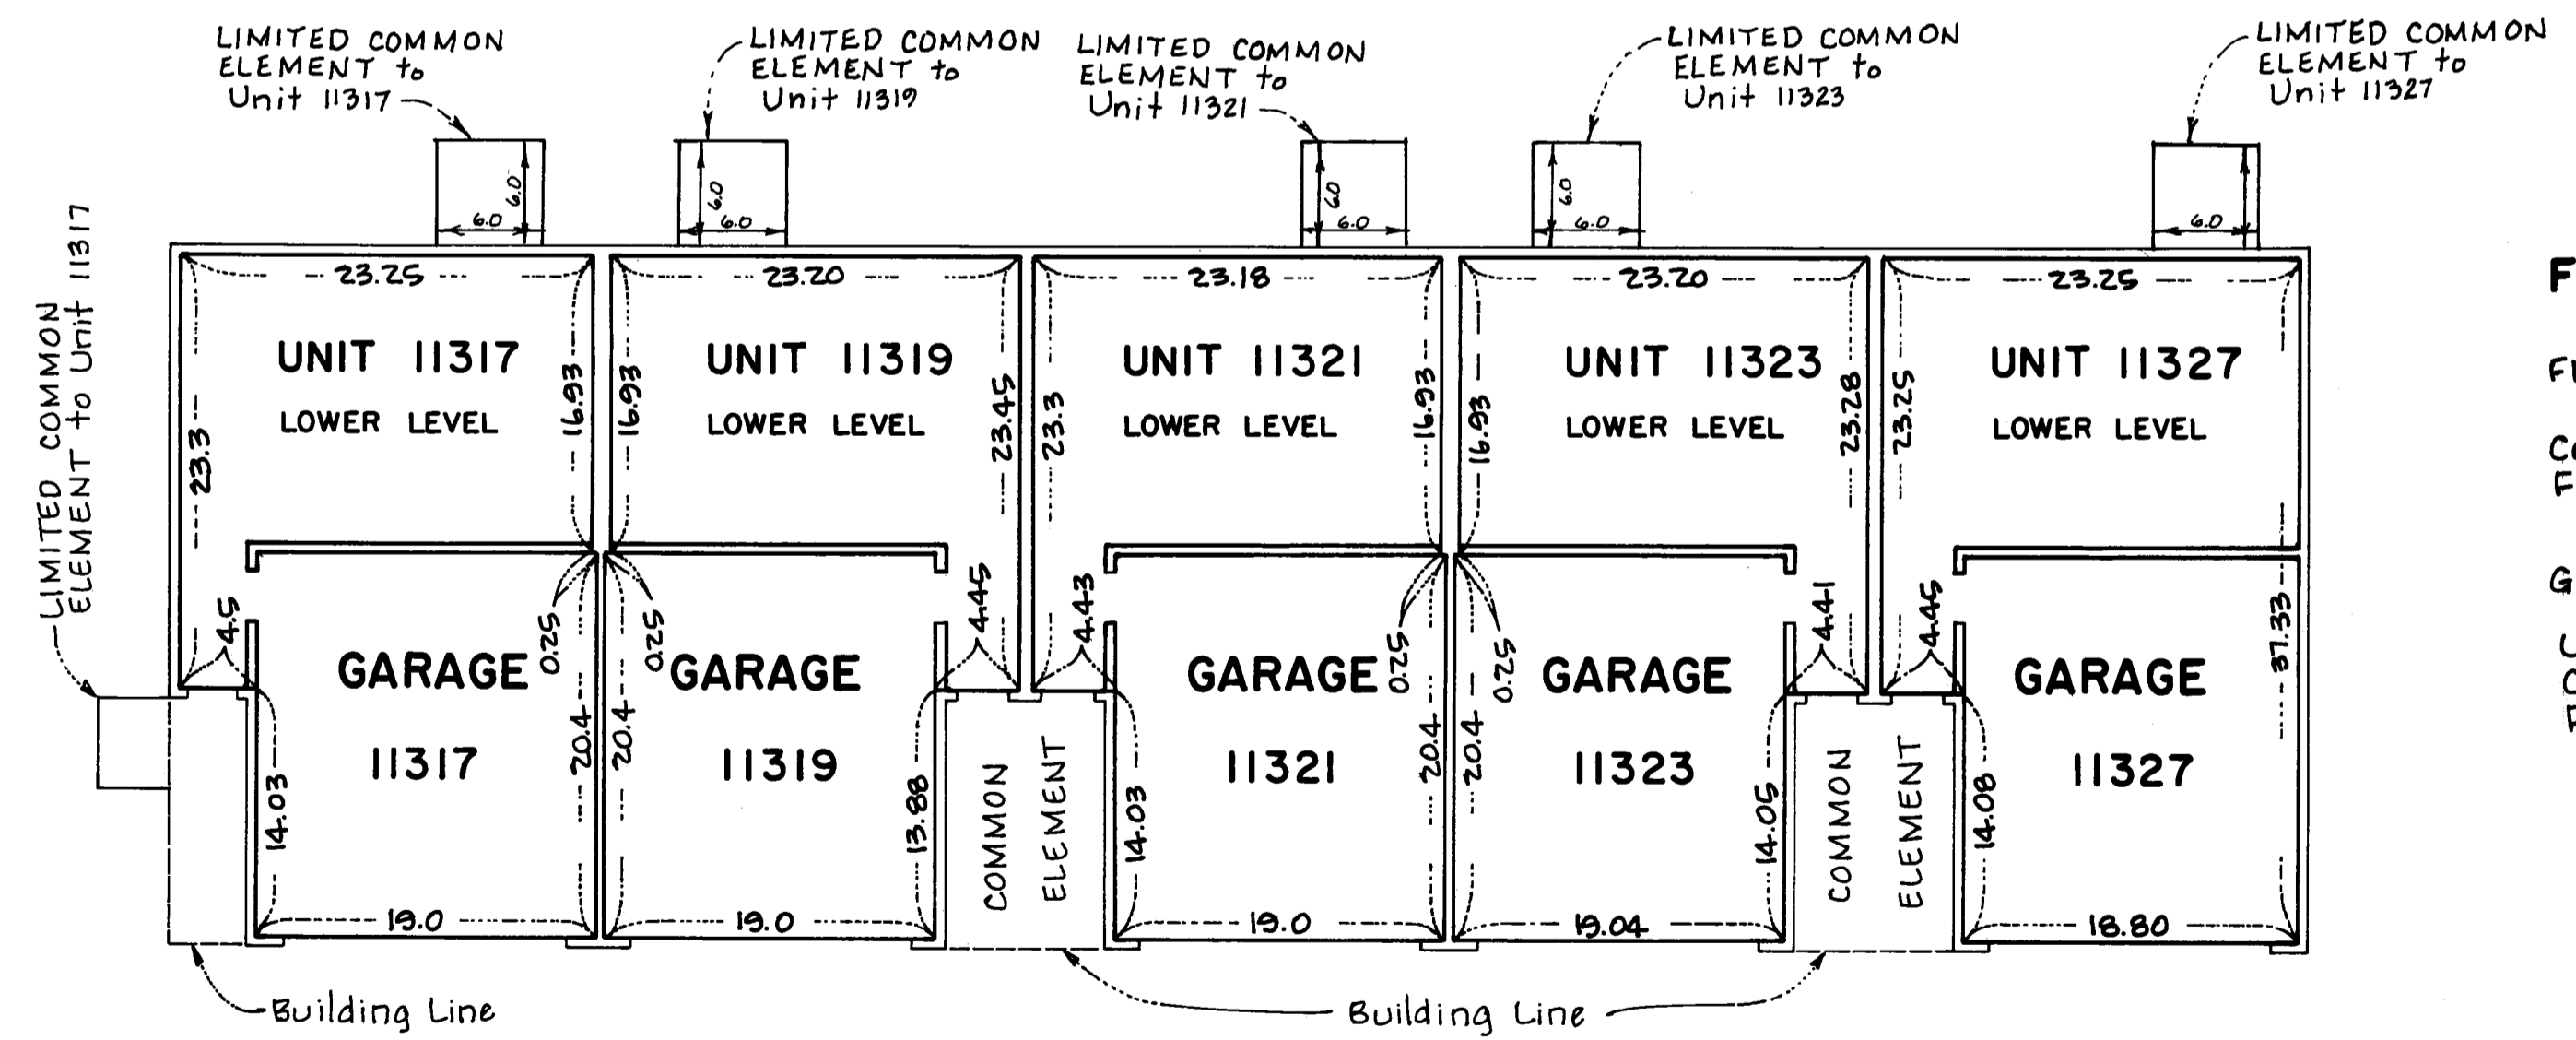 LIMITED COMMON
ELEMENT to
Unit 11317
LIMITED COMMON
ELEMENT to
Unit 11319
LIMITED COMMON
ELEMENT to
Unit 11321
LIMITED COMMON
ELEMENT to
Unit 11323
LIMITED COMMON
ELEMENT to
Unit 11327
LIMITED COMMON
ELEMENT to Unit 11317
6.0
6.0
6.0
6.0
6.0
6.0
6.0
6.0
6.0
23.25
23.20
23.18
23.20
23.25
UNIT 11317
LOWER LEVEL
UNIT 11319
LOWER LEVEL
UNIT 11321
LOWER LEVEL
UNIT 11323
LOWER LEVEL
UNIT 11327
LOWER LEVEL
23.3
16.93
16.93
23.45
23.3
16.93
16.93
23.28
23.25
37.33
4.5
0.25
0.25
4.45
4.43
0.25
0.25
4.41
4.45
GARAGE
11317
GARAGE
11319
GARAGE
11321
GARAGE
11323
GARAGE
11327
14.03
20.4
20.4
13.88
COMMON
ELEMENT
14.03
20.4
20.4
14.05
COMMON
ELEMENT
14.08
19.0
19.0
19.0
19.04
18.80
Building Line
Building Line